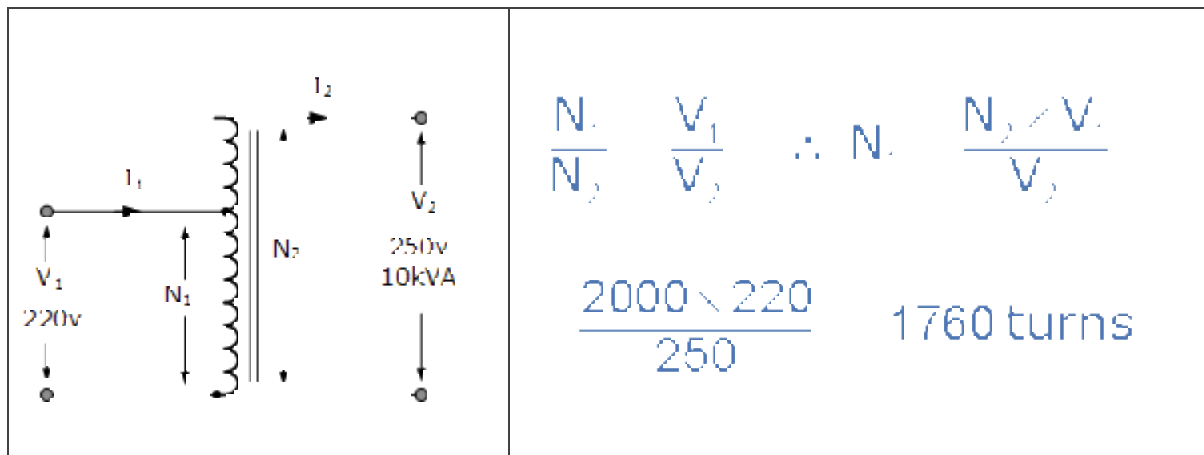 I₂
I₁
V₁
220v
N₁
N₂
V₂
250v
10kVA
V₁
∴ N
2000 × 220
250
1760 turns